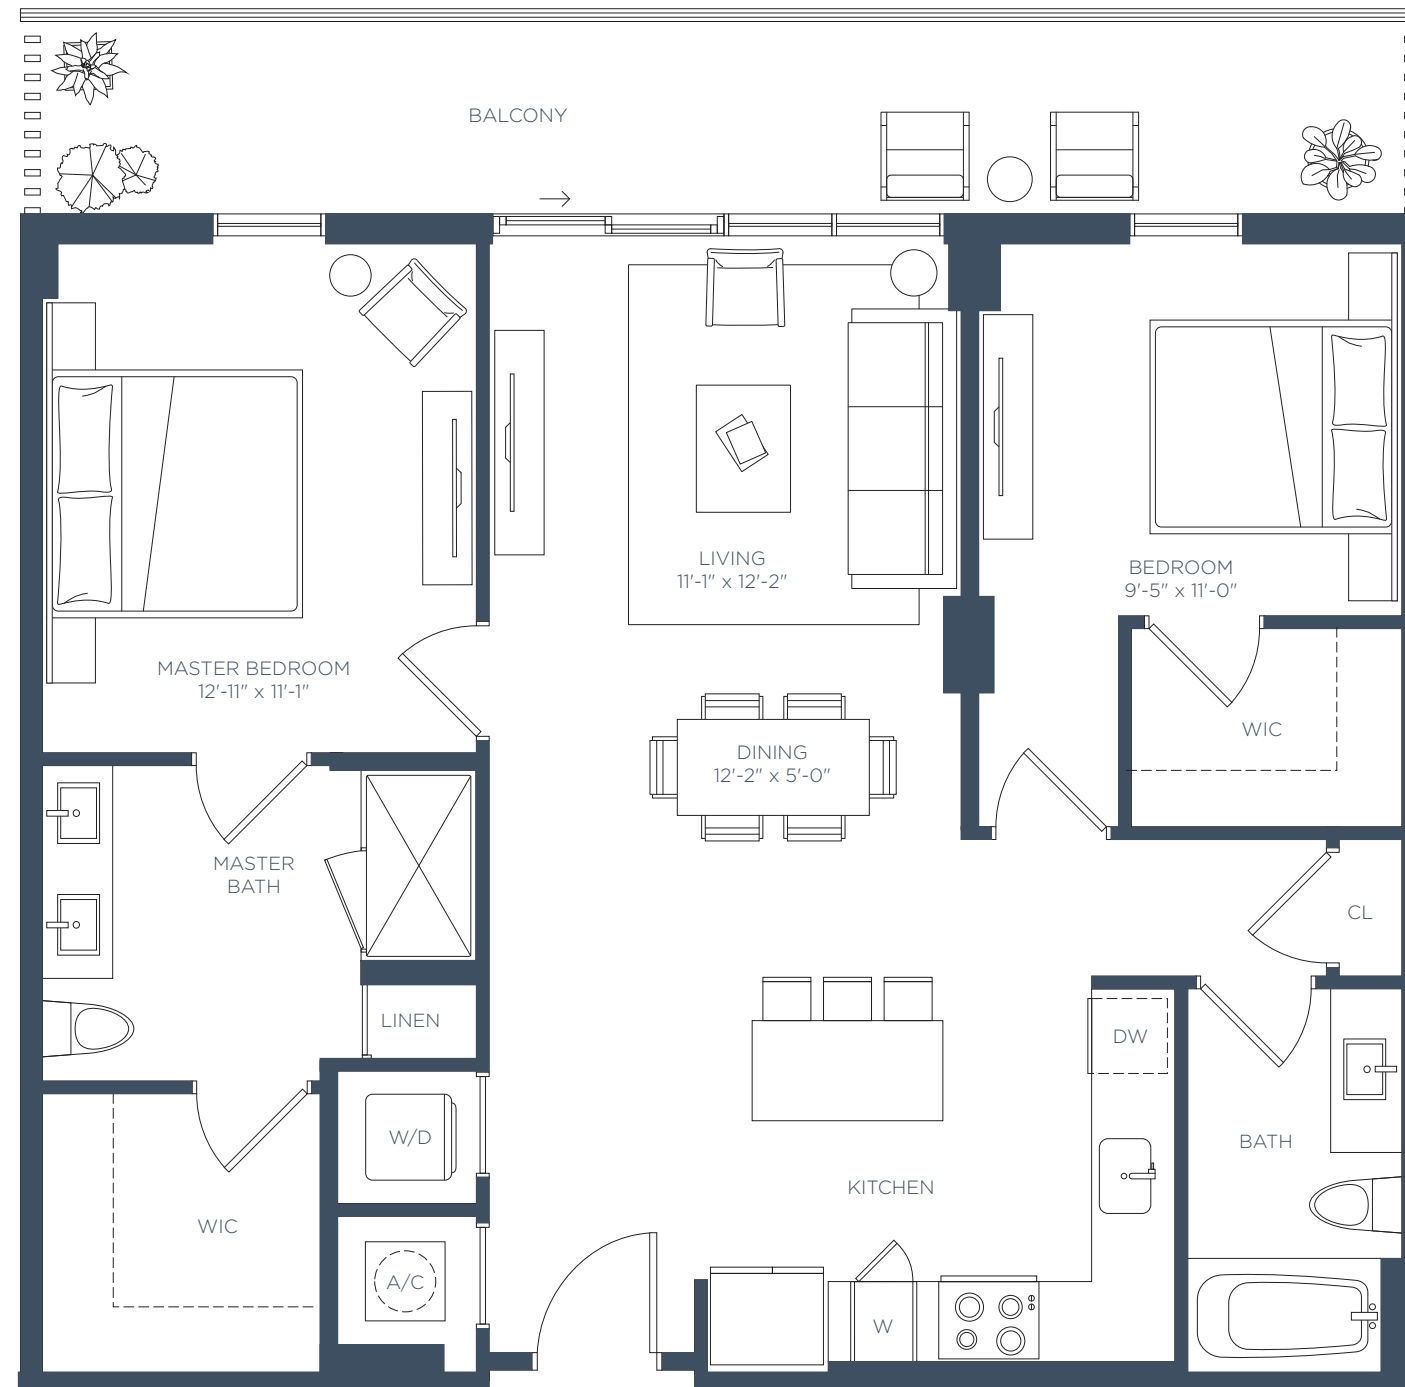 BALCONY
LIVING
11'-1" x 12'-2"
BEDROOM
9'-5" x 11'-0"
MASTER BEDROOM
12'-11" x 11'-1"
WIC
DINING
12'-2" x 5'-0"
MASTER
BATH
CL
LINEN
DW
W/D
BATH
KITCHEN
WIC
A/C
W